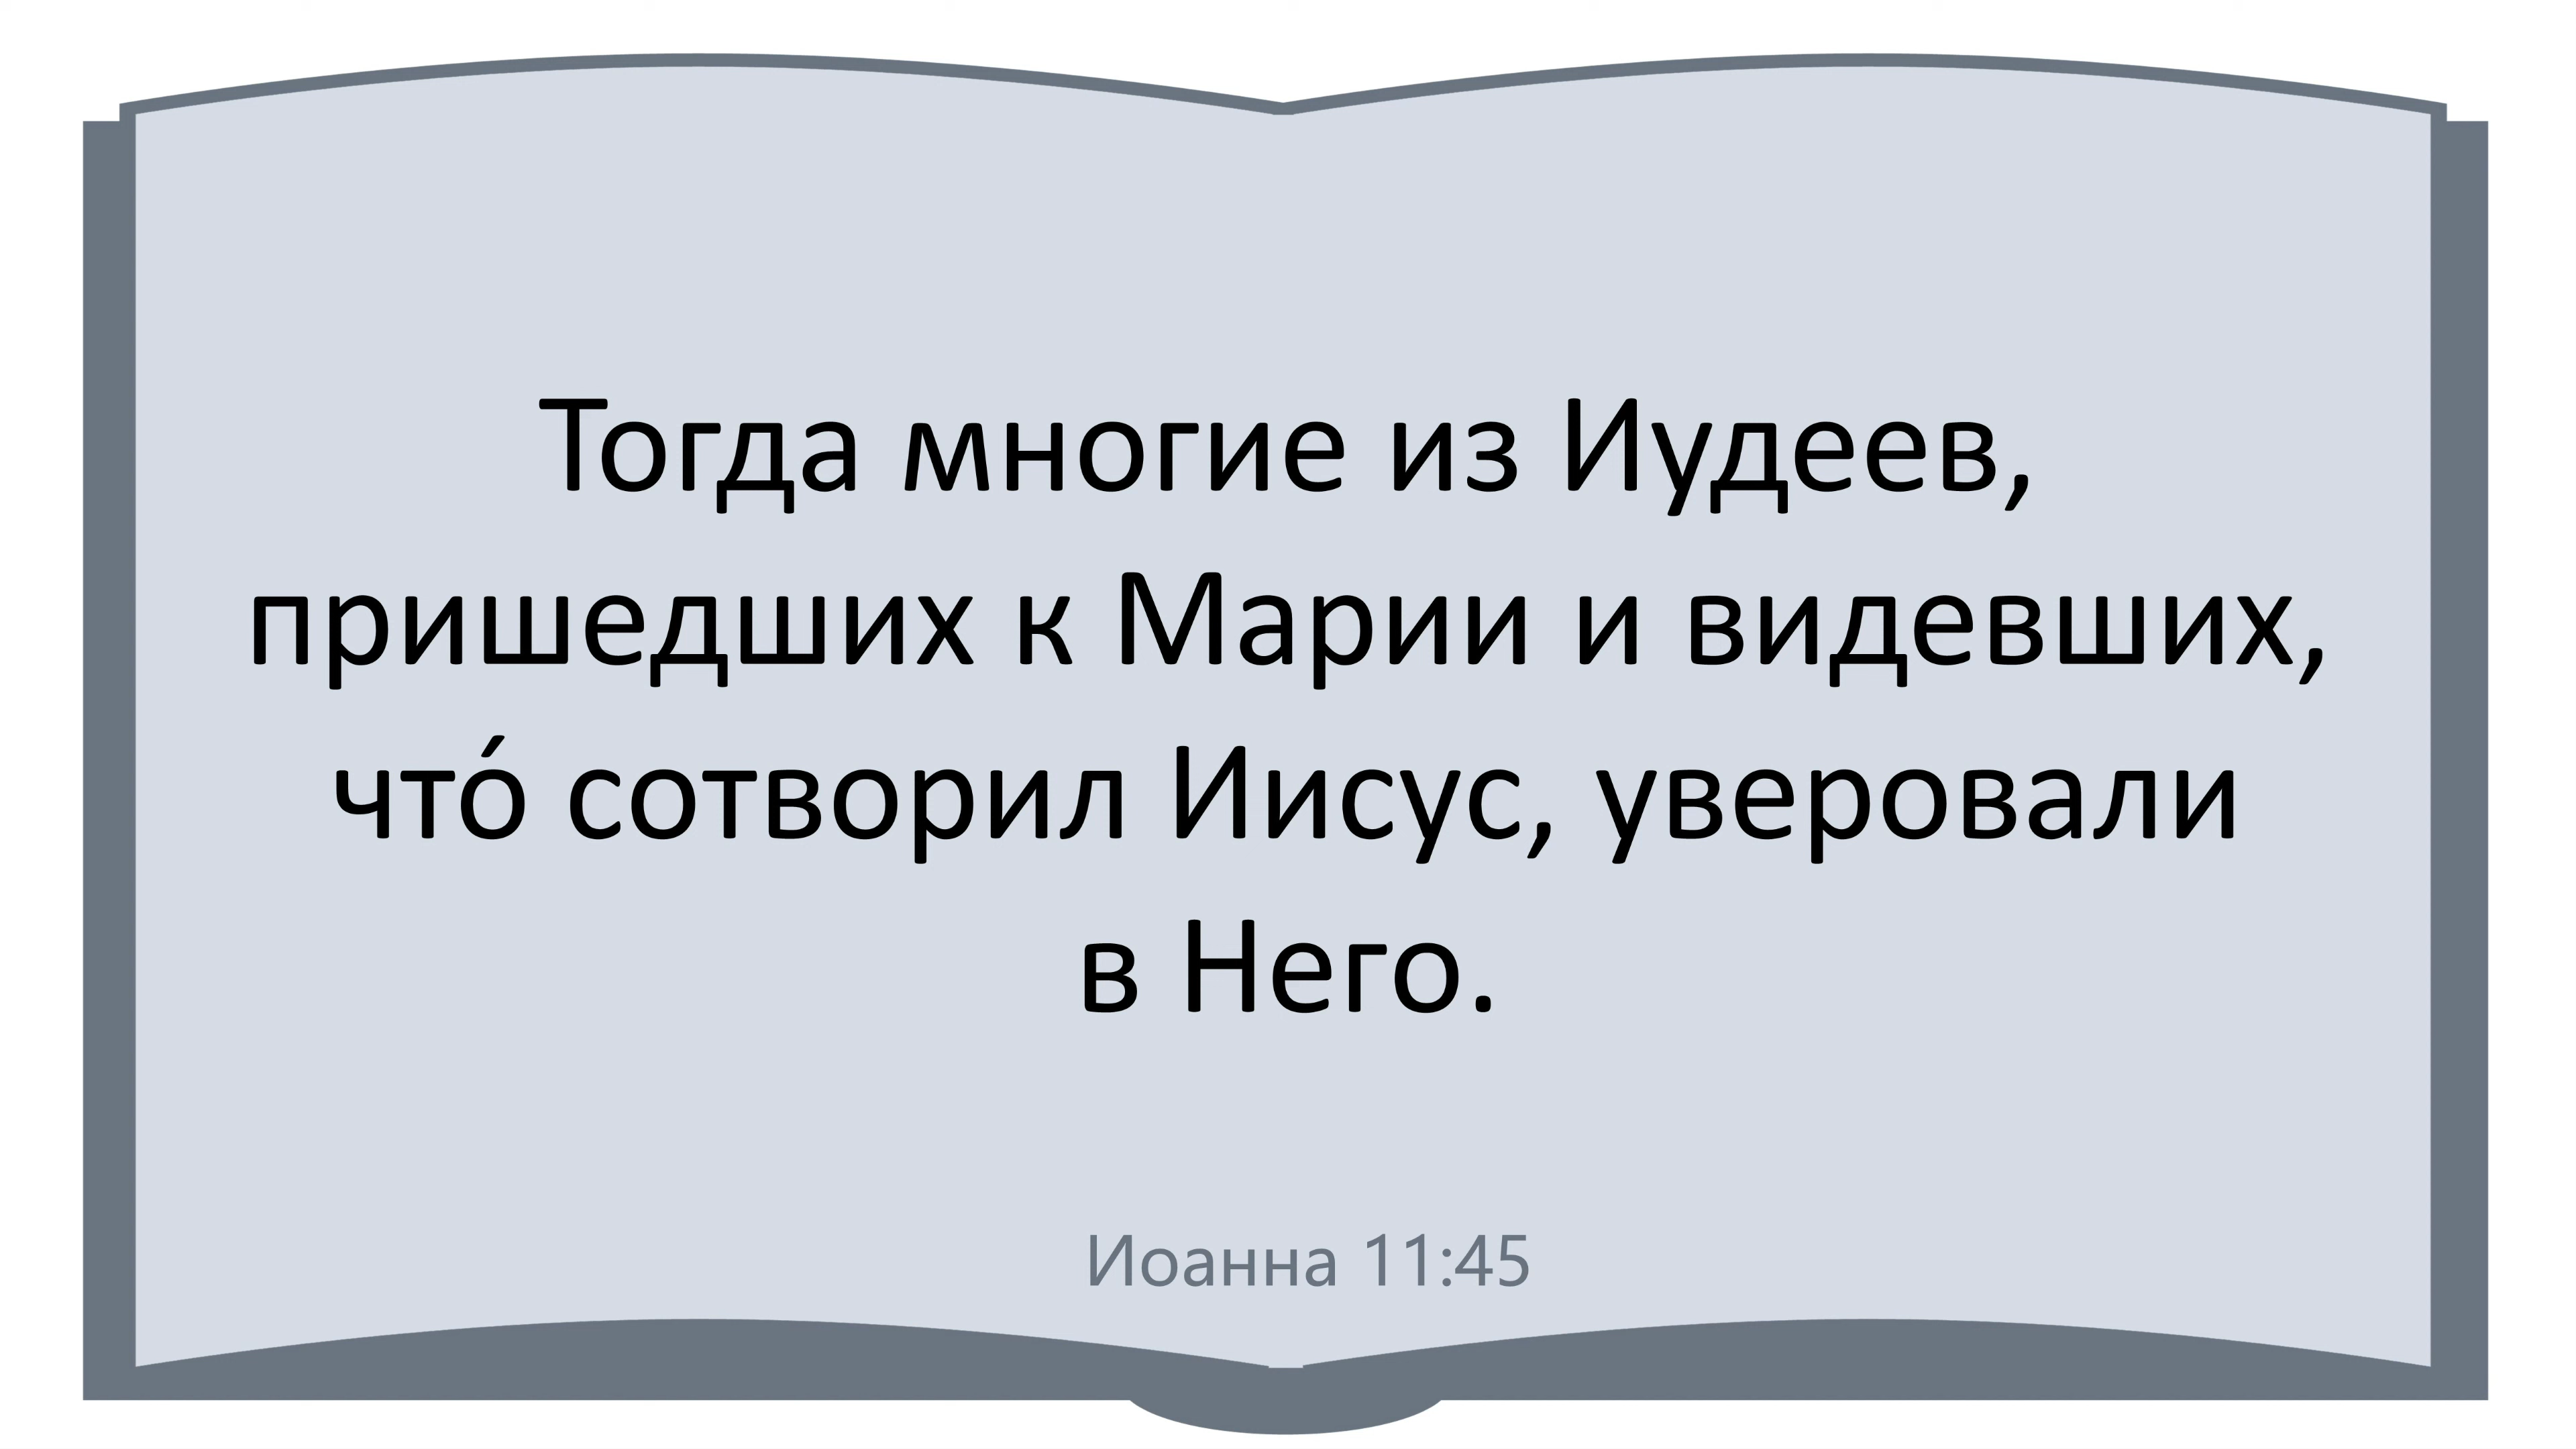 Тогда многие из Иудеев,
пришедших к Марии и видевших,
что́ сотворил Иисус, уверовали
в Него.
Иоанна 11:45